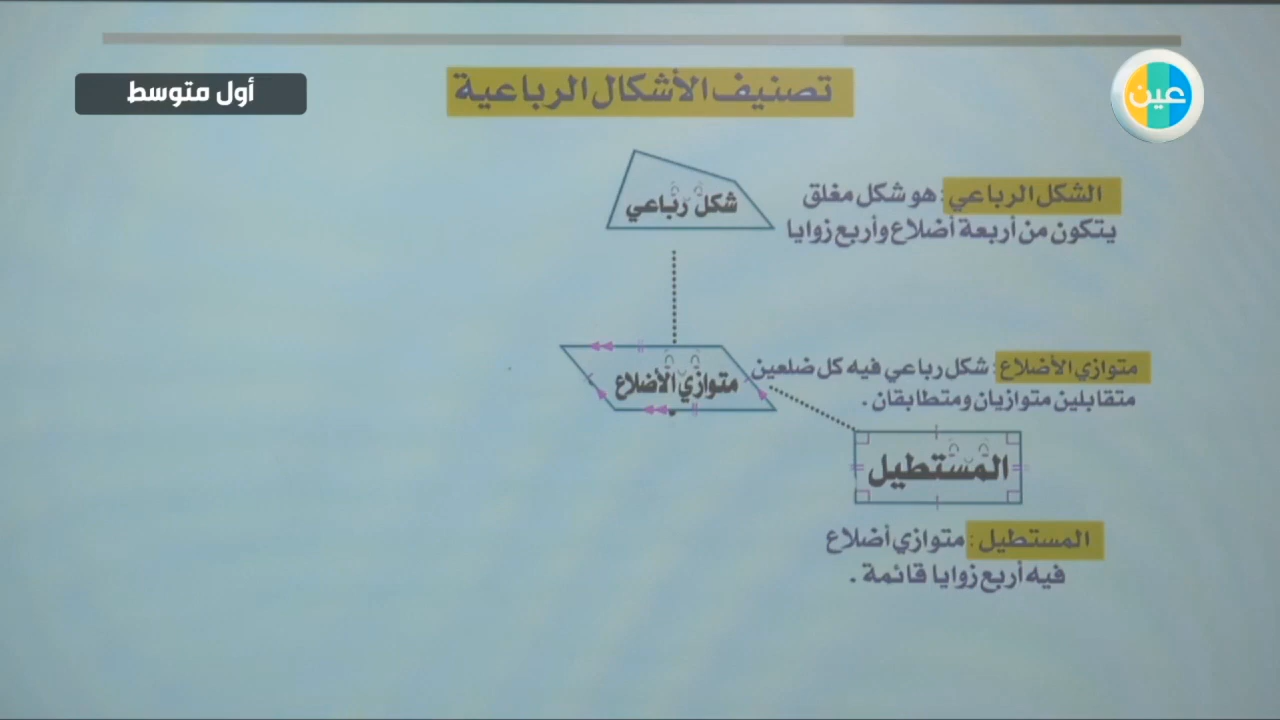 عين
أول متوسط
تصنيف الأشكال الرباعية
الشكل الرباعي : هو شكل مغلق
يتكون من أربعة أضلاع وأربع زوايا
شكل رباعي
متوازي الأضلاع : شكل رباعي فيه كل ضلعين
متقابلين متوازيان ومتطابقان .
متوازي الأضلاع
المستطيل
المستطيل : متوازي أضلاع
فيه أربع زوايا قائمة .